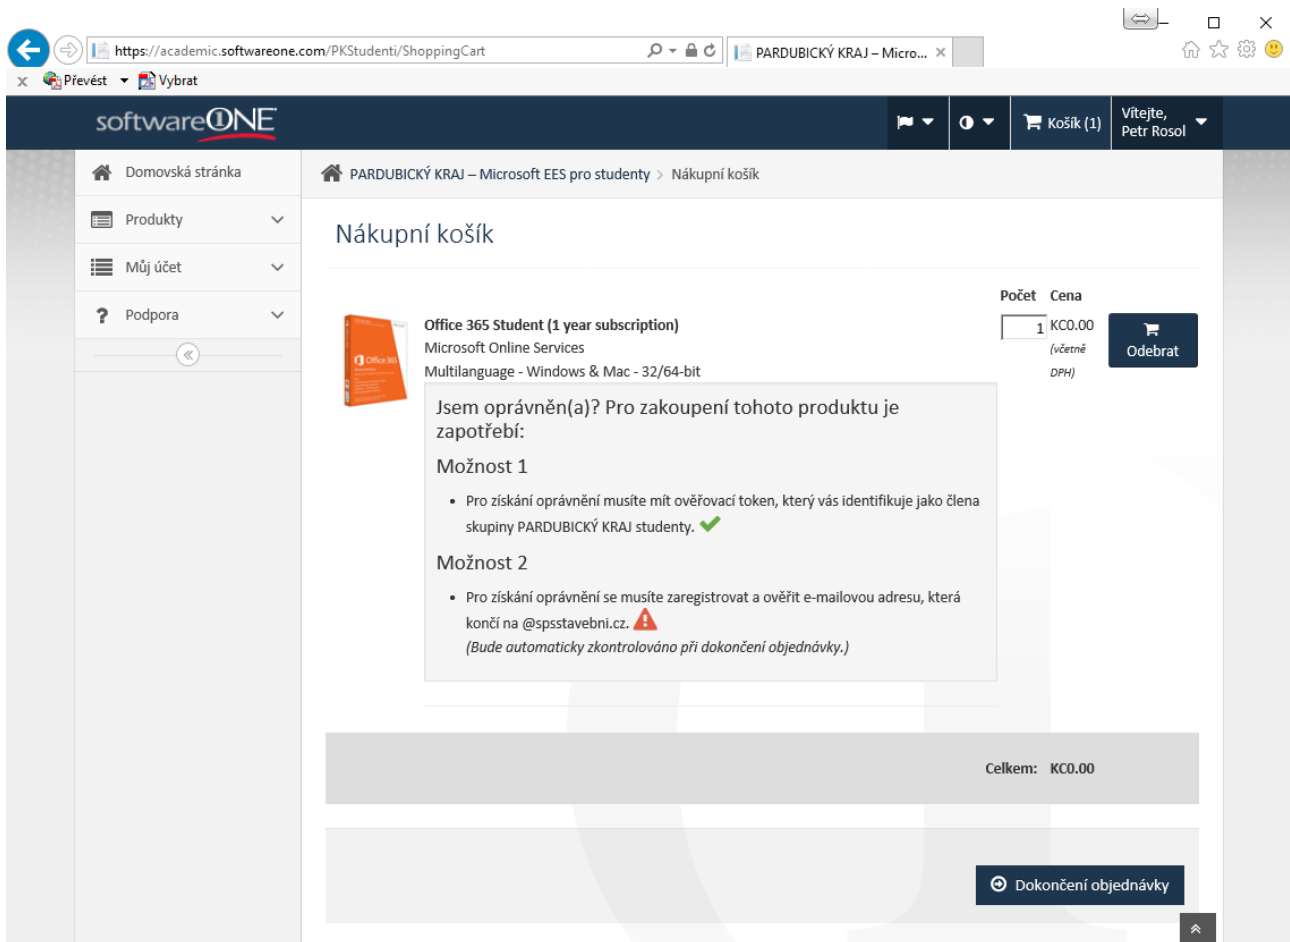 https://academic.softwareone.com/PKStudenti/ShoppingCart
PARDUBICKÝ KRAJ – Micro...
x Převést Vybrat
softwareONE
Košík (1)
Vítejte,
Petr Rosol
Domovská stránka
Produkty
Můj účet
Podpora
PARDUBICKÝ KRAJ – Microsoft EES pro studenty > Nákupní košík
Nákupní košík
Počet Cena
Office 365 Student (1 year subscription)
Microsoft Online Services
Multilanguage - Windows & Mac - 32/64-bit
Office 365
1 KC0.00
(včetně
DPH)
Odebrat
Jsem oprávněn(a)? Pro zakoupení tohoto produktu je
zapotřebí:
Možnost 1
• Pro získání oprávnění musíte mít ověřovací token, který vás identifikuje jako člena
skupiny PARDUBICKÝ KRAJ studenty.
Možnost 2
• Pro získání oprávnění se musíte zaregistrovat a ověřit e-mailovou adresu, která
končí na @spsstavebni.cz.
(Bude automaticky zkontrolováno při dokončení objednávky.)
Celkem: KC0.00
Dokončení objednávky